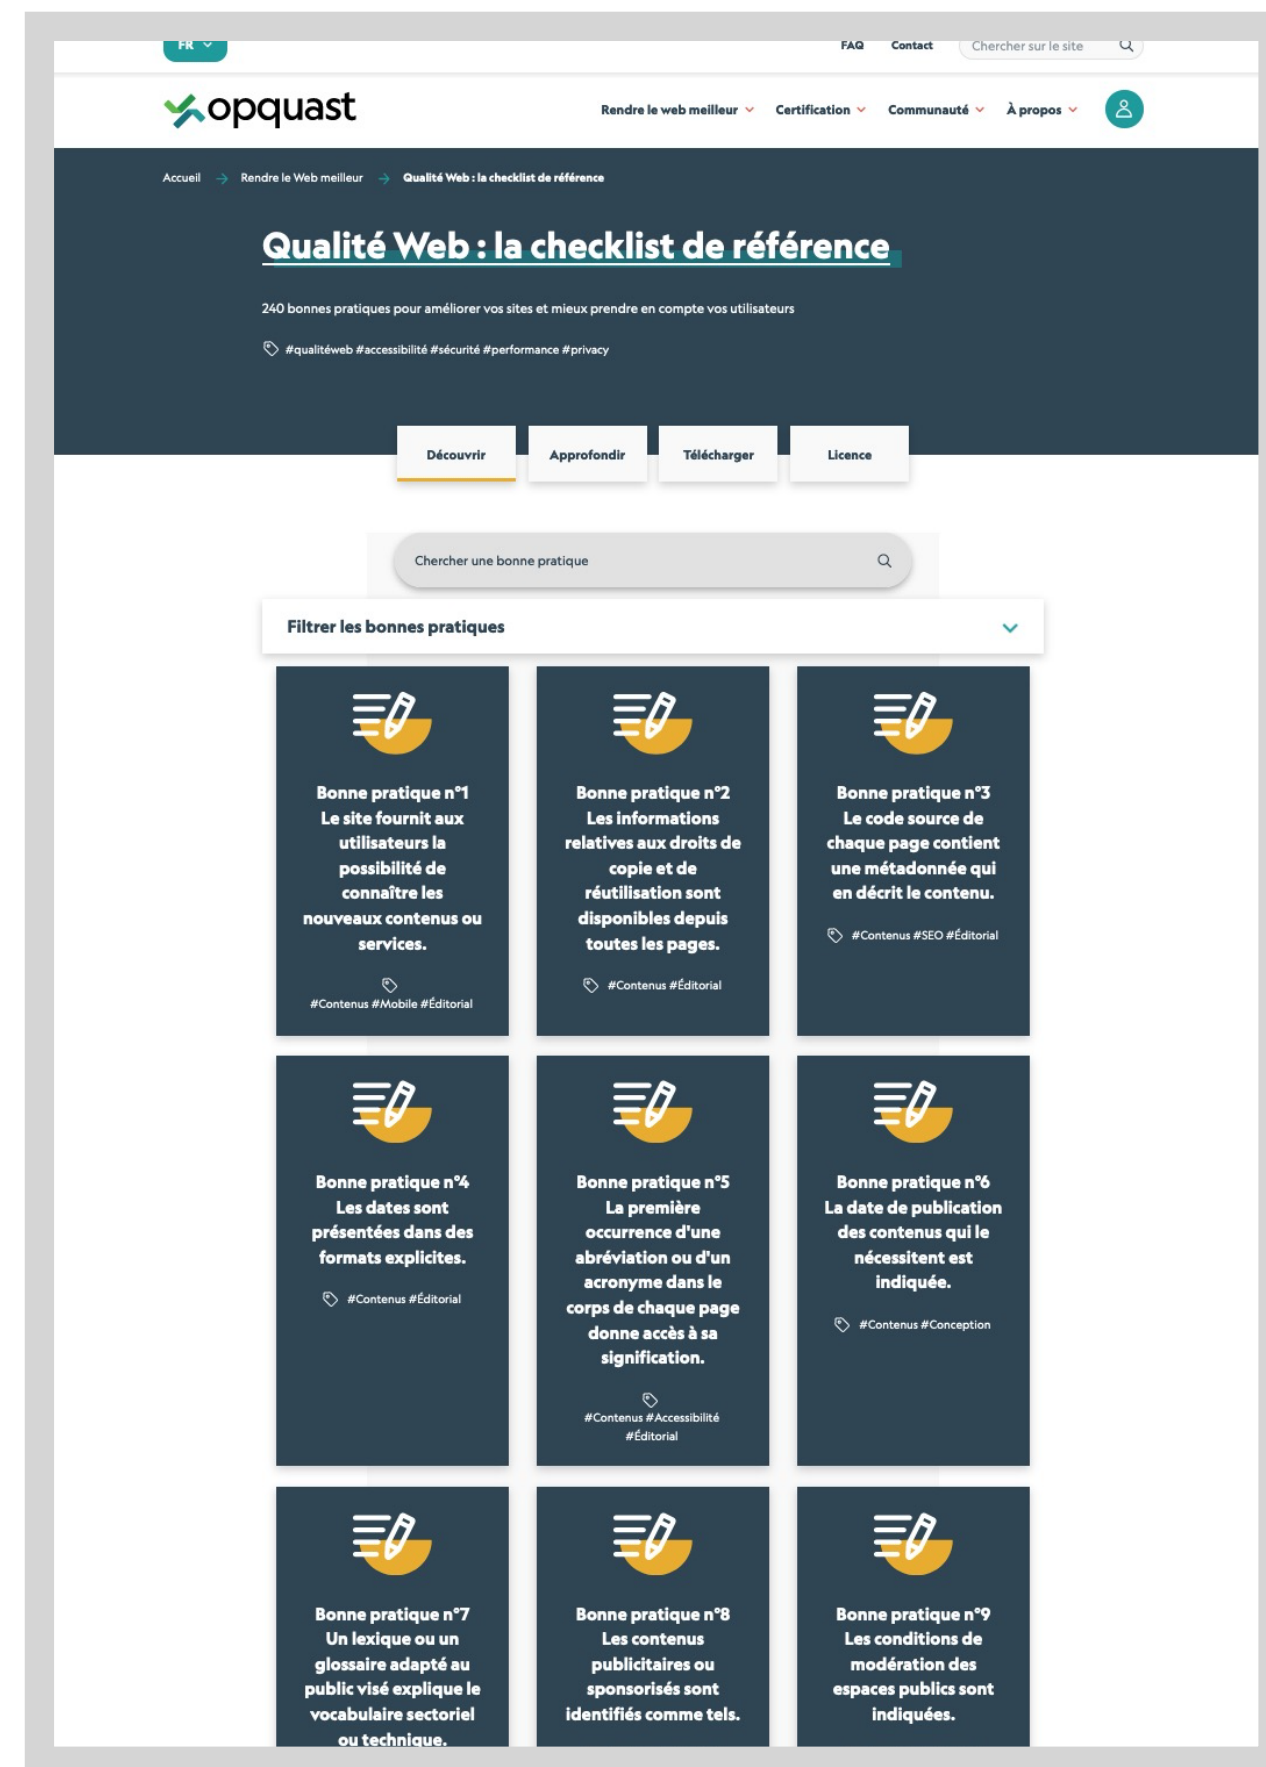 FR
FAQ Contact Chercher sur le site
opquast
Rendre le web meilleur Certification Communauté À propos
Accueil → Rendre le Web meilleur → Qualité Web : la checklist de référence
Qualité Web : la checklist de référence
240 bonnes pratiques pour améliorer vos sites et mieux prendre en compte vos utilisateurs
#qualitéweb #accessibilité #sécurité #performance #privacy
Découvrir Approfondir Télécharger Licence
Chercher une bonne pratique
Filtrer les bonnes pratiques
Bonne pratique n°1
Le site fournit aux
utilisateurs la
possibilité de
connaître les
nouveaux contenus ou
services.
#Contenus #Mobile #Éditorial
Bonne pratique n°2
Les informations
relatives aux droits de
copie et de
réutilisation sont
disponibles depuis
toutes les pages.
#Contenus #Éditorial
Bonne pratique n°3
Le code source de
chaque page contient
une métadonnée qui
en décrit le contenu.
#Contenus #SEO #Éditorial
Bonne pratique n°4
Les dates sont
présentées dans des
formats explicites.
#Contenus #Éditorial
Bonne pratique n°5
La première
occurrence d'une
abréviation ou d'un
acronyme dans le
corps de chaque page
donne accès à sa
signification.
#Contenus #Accessibilité
#Éditorial
Bonne pratique n°6
La date de publication
des contenus qui le
nécessitent est
indiquée.
#Contenus #Conception
Bonne pratique n°7
Un lexique ou un
glossaire adapté au
public visé explique le
vocabulaire sectoriel
ou technique.
Bonne pratique n°8
Les contenus
publicitaires ou
sponsorisés sont
identifiés comme tels.
Bonne pratique n°9
Les conditions de
modération des
espaces publics sont
indiquées.